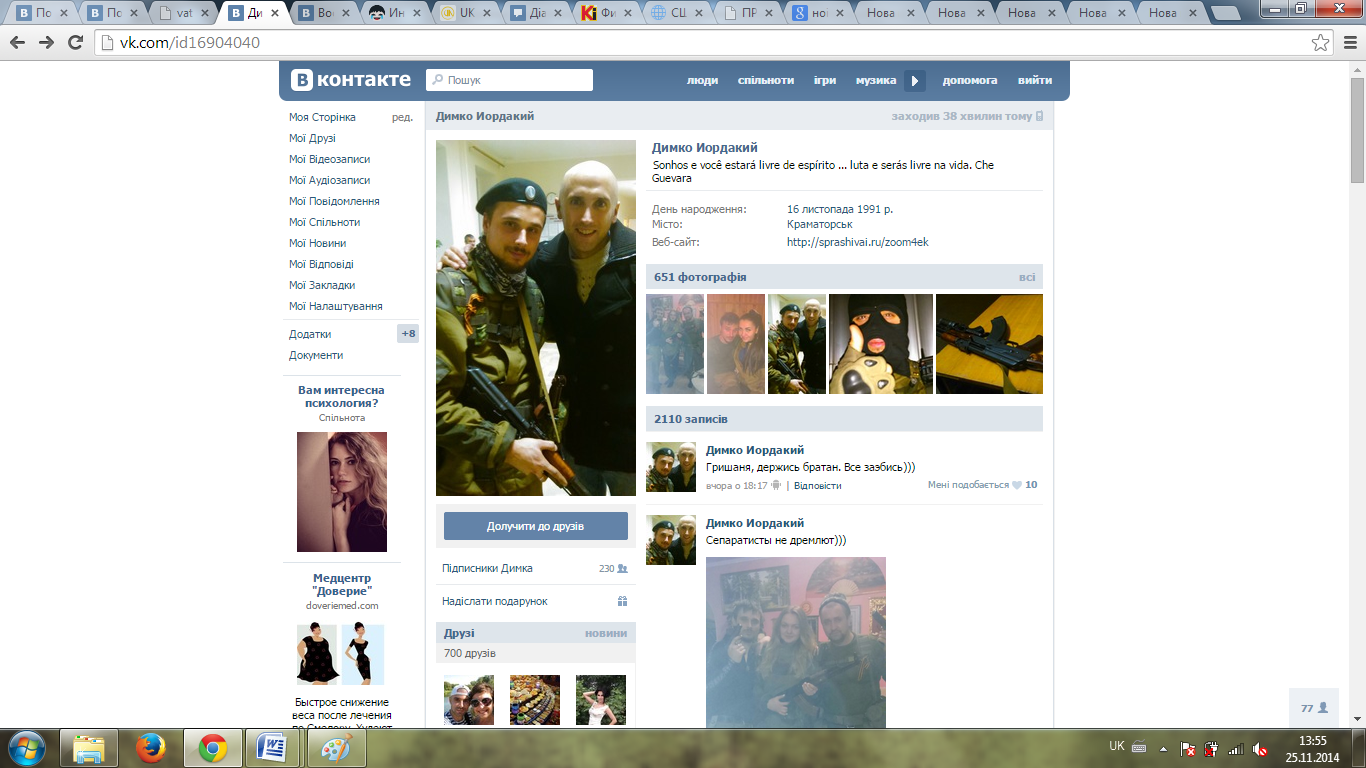 По
По
vat
Ди
Вос
Ин
UK
Діа
Фи
СЦ
ПР
ної
Нова
Нова
Нова
Нова
Нова
vk.com/id16904040
В контакте
Пошук
люди
спільноти
ігри
музика
допомога
вийти
Моя Сторінка
ред.
Мої Друзі
Мої Відеозаписи
Мої Аудіозаписи
Мої Повідомлення
Мої Спільноти
Мої Новини
Мої Відповіді
Мої Закладки
Мої Налаштування
Додатки
+8
Документи
Вам интересна
психология?
Спільнота
Медцентр
"Доверие"
doveriemed.com
Быстрое снижение
веса после лечения
Димко Иордакий
заходив 38 хвилин тому
Долучити до друзів
Підписники Димка
230
Надіслати подарунок
Друзі
новини
700 друзів
Димко Иордакий
Sonhos e você estará livre de espírito ... luta e serás livre na vida. Che
Guevara
День народження:
16 листопада 1991 р.
Місто:
Краматорськ
Веб-сайт:
http://sprashivai.ru/zoom4ek
651 фотографія
всі
2110 записів
Димко Иордакий
Гришаня, держись братан. Все заэбись)))
вчора о 18:17 | Відповісти
Мені подобається 10
Димко Иордакий
Сепаратисты не дремлют)))
77
UK
13:55
25.11.2014